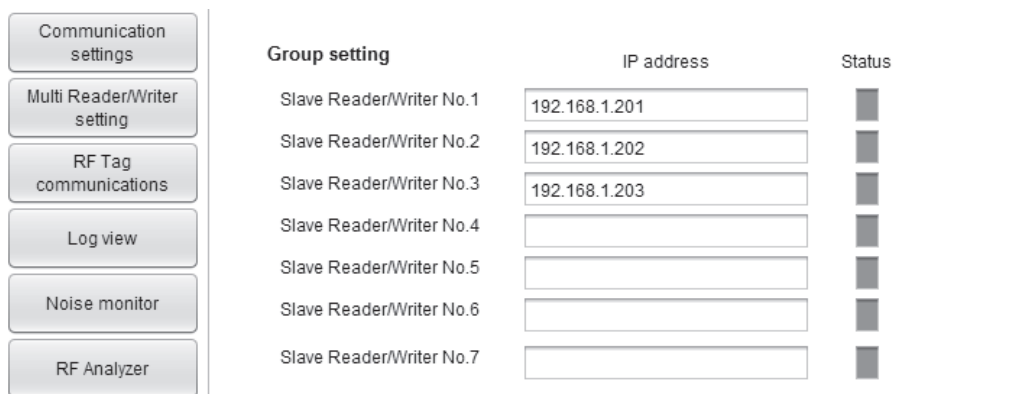 Communication
settings
Multi Reader/Writer
setting
RF Tag
communications
Log view
Noise monitor
RF Analyzer
Group setting
IP address
Status
Slave Reader/Writer No.1
192.168.1.201
Slave Reader/Writer No.2
192.168.1.202
Slave Reader/Writer No.3
192.168.1.203
Slave Reader/Writer No.4
Slave Reader/Writer No.5
Slave Reader/Writer No.6
Slave Reader/Writer No.7